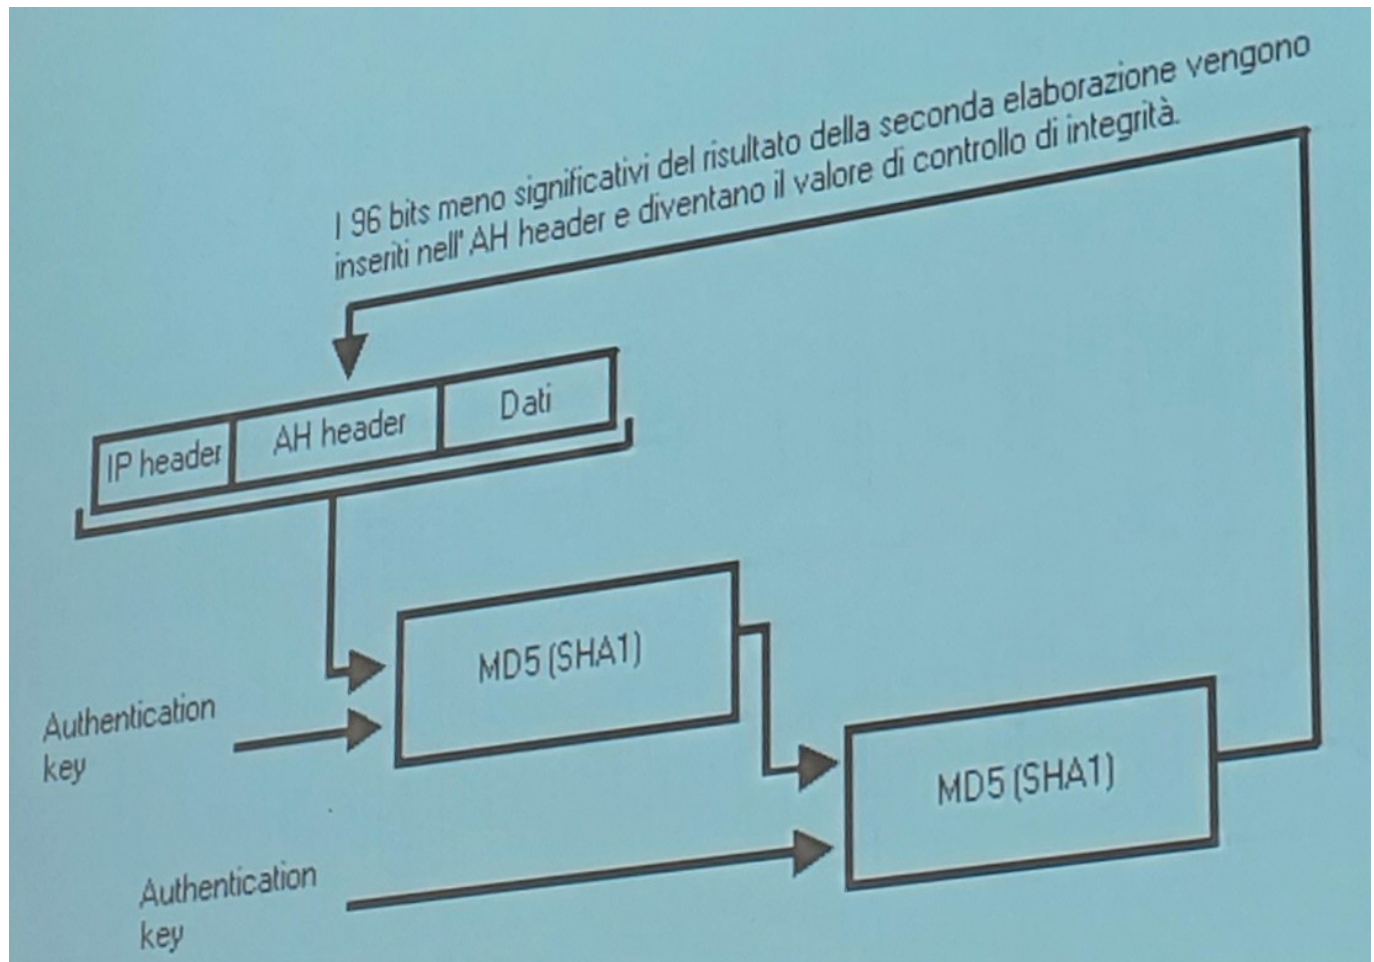 I 96 bits meno significativi del risultato della seconda elaborazione vengono
inseriti nell' AH header e diventano il valore di controllo di integrità.
IP header
AH header
Dati
MD5 (SHA1)
Authentication
key
MD5 (SHA1)
Authentication
key